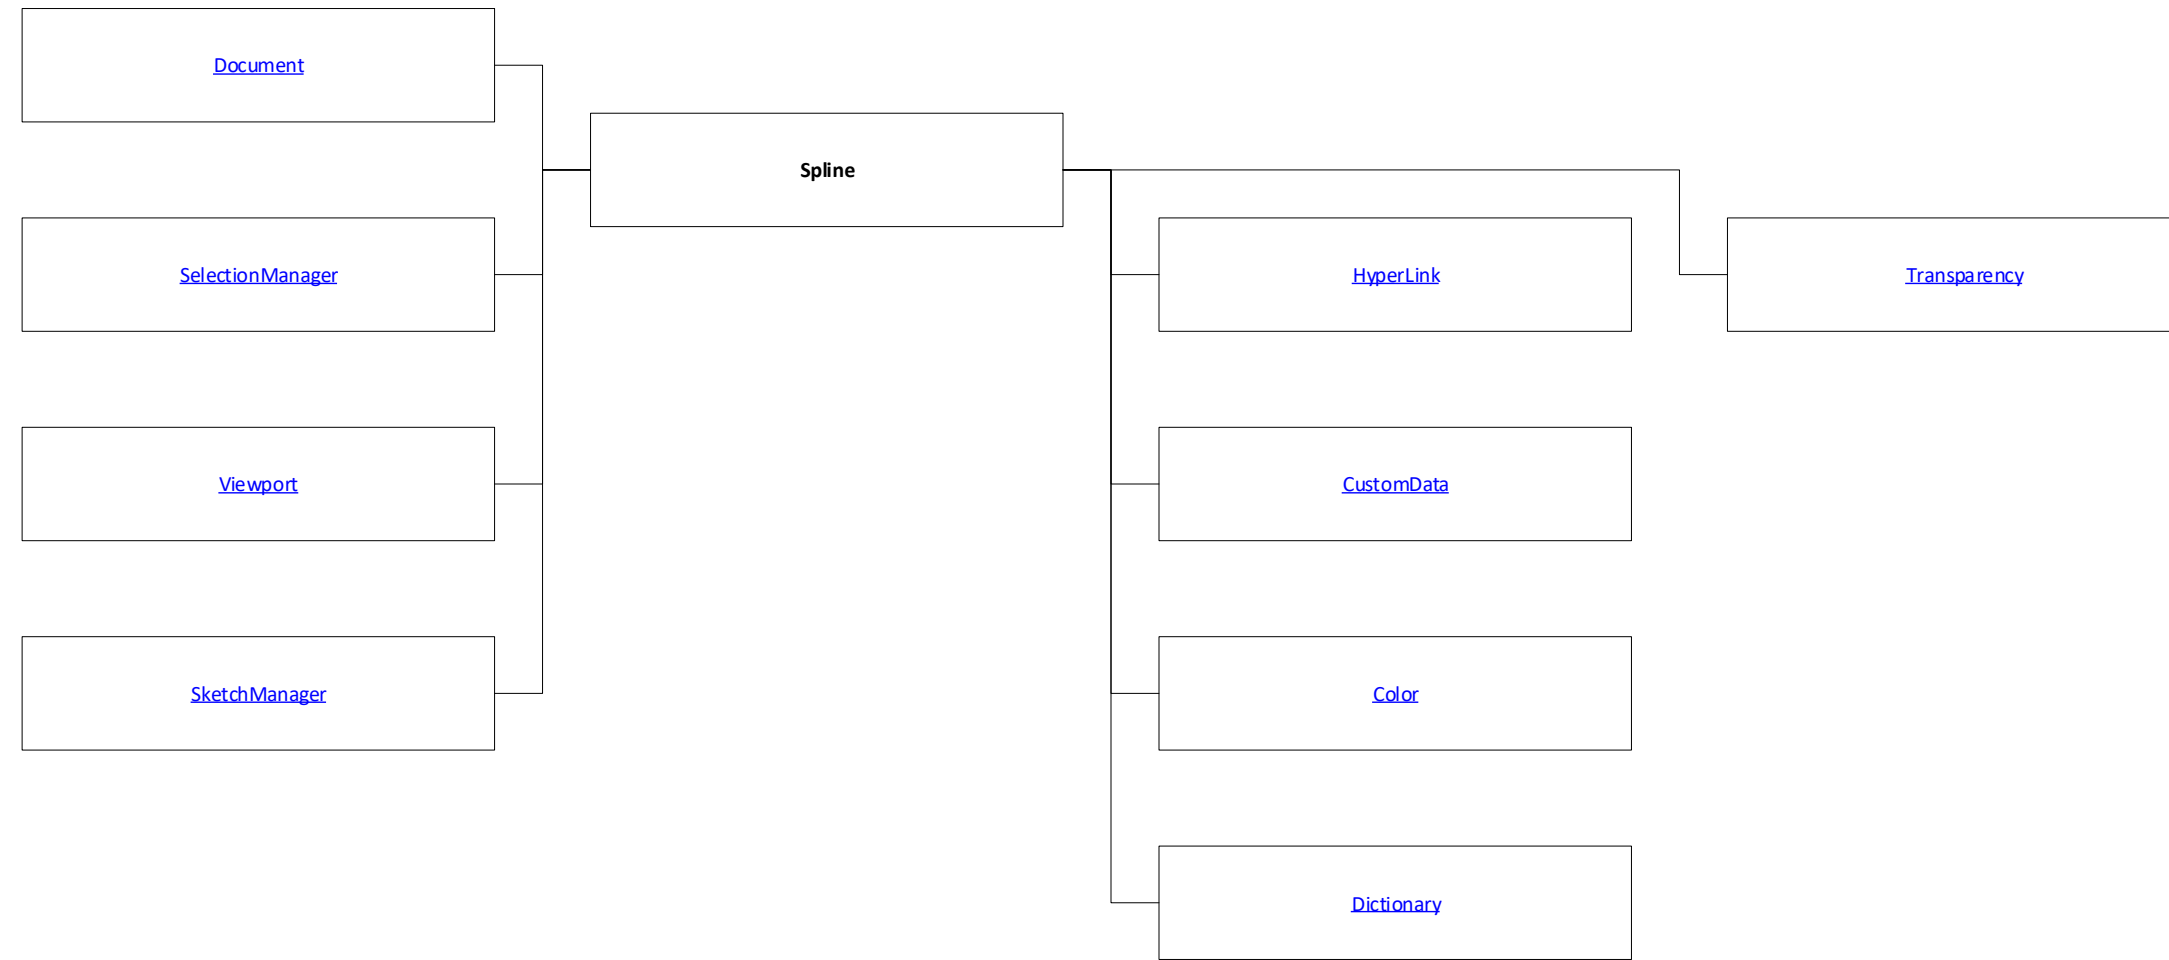 Document
Spline
SelectionManager
HyperLink
Transparency
Viewport
CustomData
SketchManager
Color
Dictionary